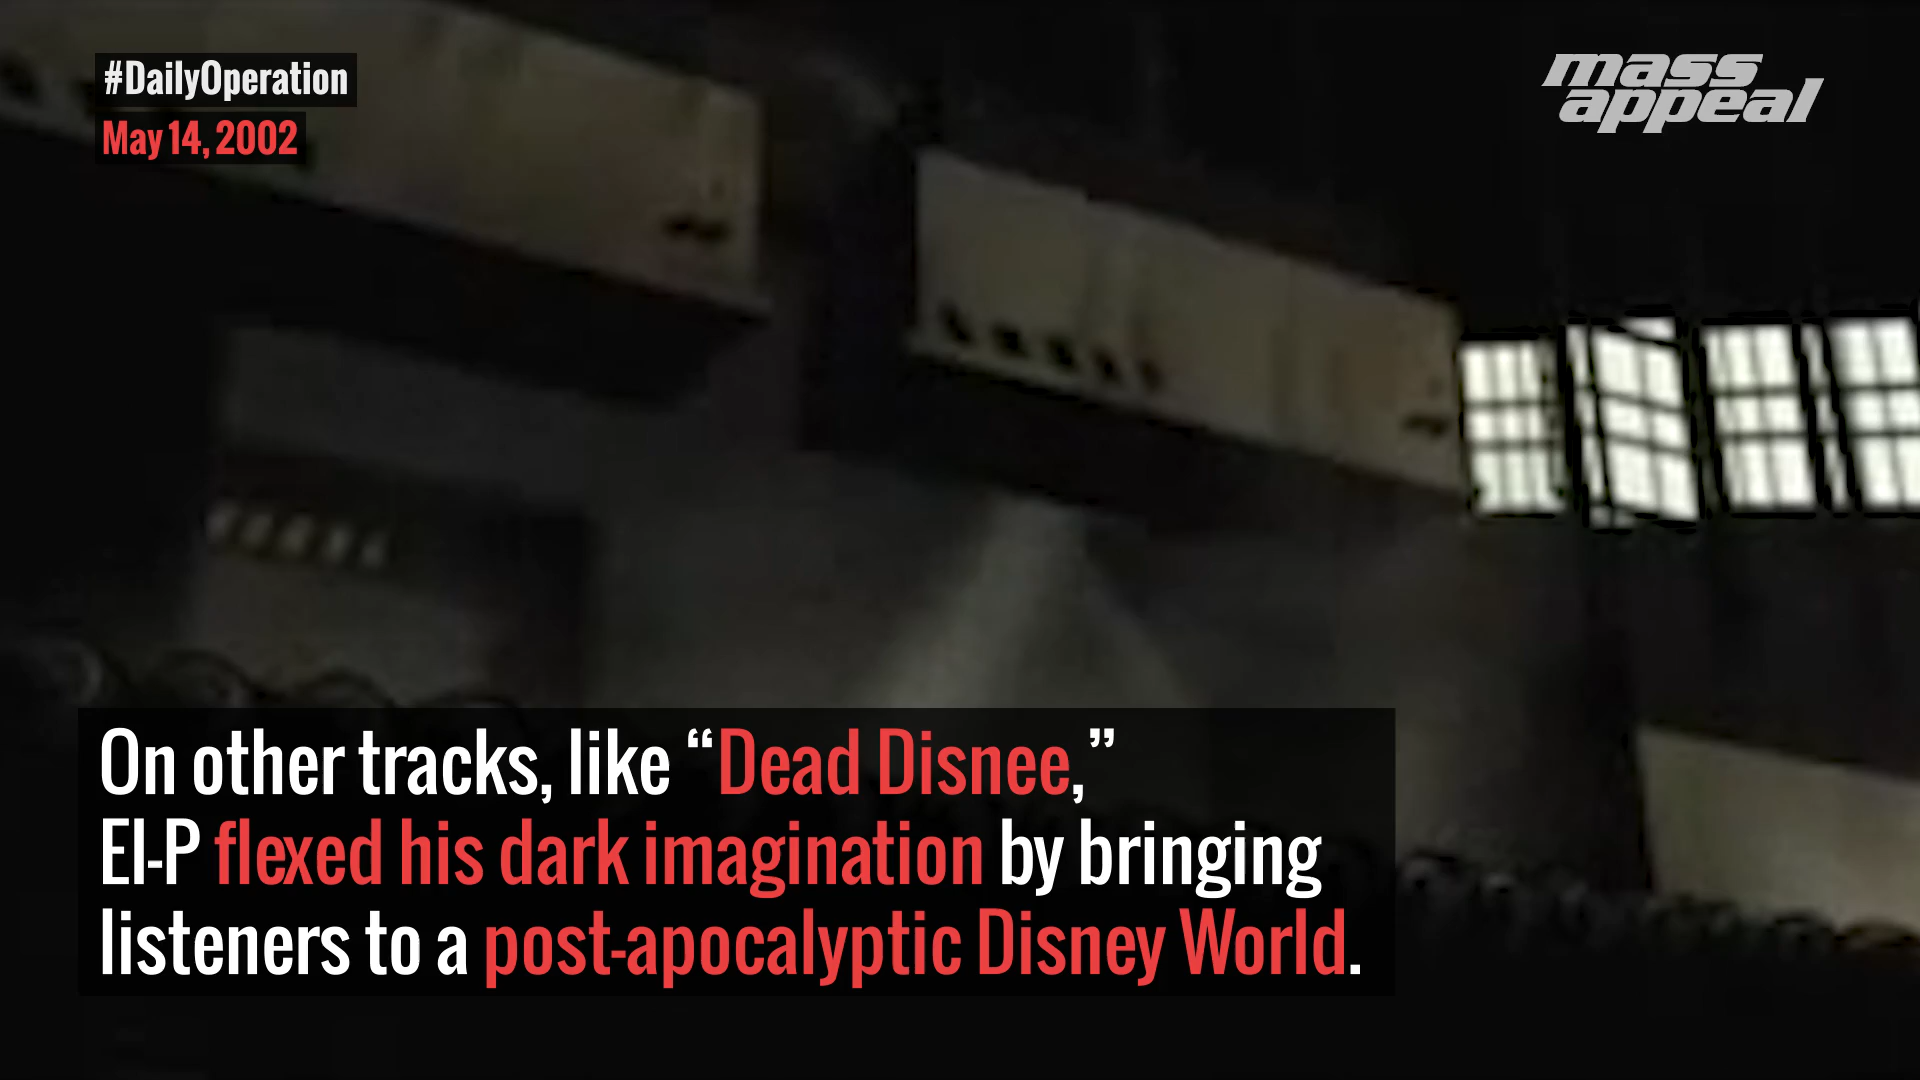 #DailyOperation
May 14, 2002
mass
appeal
On other tracks, like “Dead Disnee,”
El-P flexed his dark imagination by bringing
listeners to a post-apocalyptic Disney World.